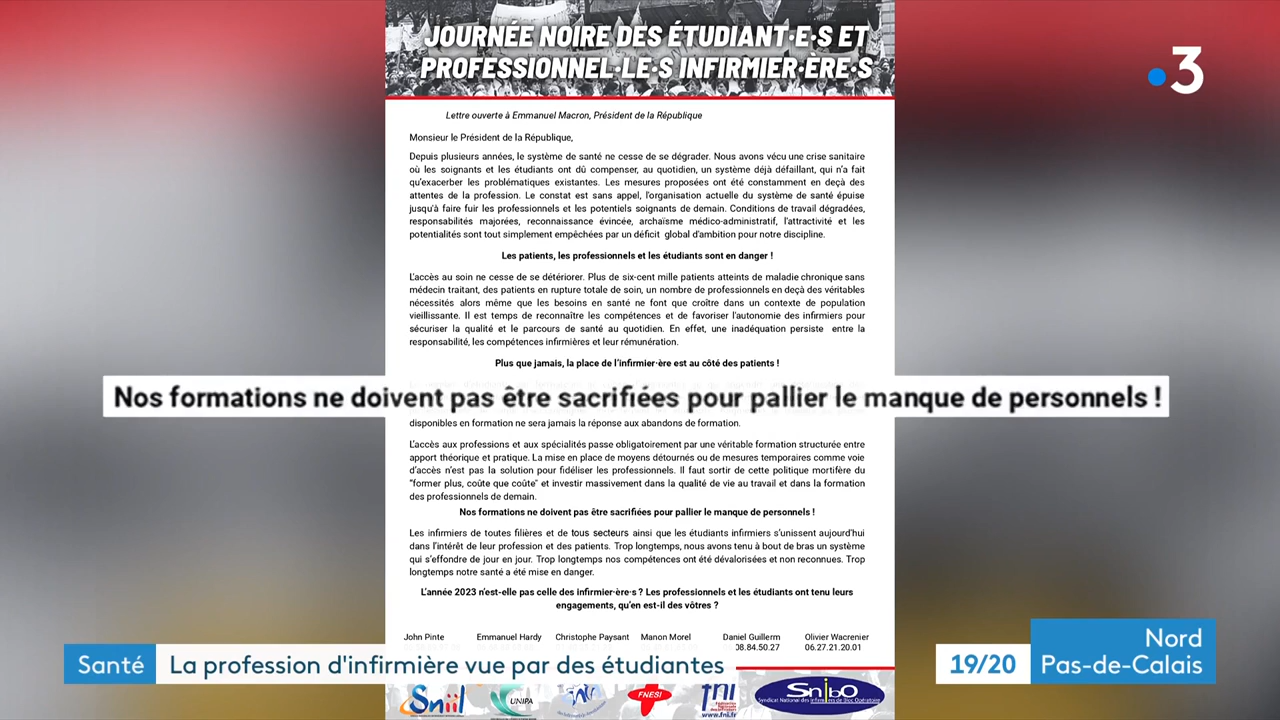 JOURNÉE NOIRE DES ÉTUDIANT·E·S ET
PROFESSIONNEL·LE·S INFIRMIER·ÈRE·S
3
Lettre ouverte à Emmanuel Macron, Président de la République
Monsieur le Président de la République,
Depuis plusieurs années, le système de santé ne cesse de se dégrader. Nous avons vécu une crise sanitaire
où les soignants et les étudiants ont dû compenser, au quotidien, un système déjà défaillant, qui n'a fait
qu'exacerber les problématiques existantes. Les mesures proposées ont été constamment en deçà des
attentes de la profession. Le constat est sans appel, l'organisation actuelle du système de santé épuise
jusqu'à faire fuir les professionnels et les potentiels soignants de demain. Conditions de travail dégradées,
responsabilités majorées, reconnaissance évincée, archaïsme médico-administratif, l'attractivité et les
potentialités sont tout simplement empêchées par un déficit global d'ambition pour notre discipline.
Les patients, les professionnels et les étudiants sont en danger !
L'accès au soin ne cesse de se détériorer. Plus de six-cent mille patients atteints de maladie chronique sans
médecin traitant, des patients en rupture totale de soin, un nombre de professionnels en deçà des véritables
nécessités alors même que les besoins en santé ne font que croître dans un contexte de population
vieillissante. Il est temps de reconnaître les compétences et de favoriser l'autonomie des infirmiers pour
sécuriser la qualité et le parcours de santé au quotidien. En effet, une inadéquation persiste entre la
responsabilité, les compétences infirmières et leur rémunération.
Plus que jamais, la place de l'infirmier·ère est au côté des patients !
Nos formations ne doivent pas être sacrifiées pour pallier le manque de personnels !
disponibles en formation ne sera jamais la réponse aux abandons de formation.
L'accès aux professions et aux spécialités passe obligatoirement par une véritable formation structurée entre
apport théorique et pratique. La mise en place de moyens détournés ou de mesures temporaires comme voie
d'accès n'est pas la solution pour fidéliser les professionnels. Il faut sortir de cette politique mortifère du
"former plus, coûte que coûte" et investir massivement dans la qualité de vie au travail et dans la formation
des professionnels de demain.
Nos formations ne doivent pas être sacrifiées pour pallier le manque de personnels !
Les infirmiers de toutes filières et de tous secteurs ainsi que les étudiants infirmiers s'unissent aujourd'hui
dans l'intérêt de leur profession et des patients. Trop longtemps, nous avons tenu à bout de bras un système
qui s'effondre de jour en jour. Trop longtemps nos compétences ont été dévalorisées et non reconnues. Trop
longtemps notre santé a été mise en danger.
L'année 2023 n'est-elle pas celle des infirmier·ère·s ? Les professionnels et les étudiants ont tenu leurs
engagements, qu'en est-il des vôtres ?
John Pinte Emmanuel Hardy Christophe Paysant Manon Morel Daniel Guillerm Olivier Wacrenier
08.84.50.27 06.27.21.20.01
Santé La profession d'infirmière vue par des étudiantes
19/20 Nord
Pas-de-Calais
Sniil UNIPA FNESI fni SnibO
Syndicat National des Infirmiers de Bloc Opératoire
www.fni.fr